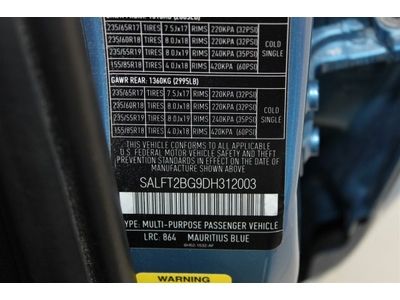 235/65R17 TIRES 7.5Jx17 RIMS 220KPA (32PSI)
235/60R18 TIRES 8.0Jx18 RIMS 220KPA (32PSI) COLD
235/55R19 TIRES 8.0Jx19 RIMS 240KPA (35PSI) SINGLE
155/85R18 TIRES 4.0Jx18 RIMS 420KPA (60PSI)
GAWR REAR: 1360KG (2995LB)
235/65R17 TIRES 7.5Jx17 RIMS 220KPA (32PSI)
235/60R18 TIRES 8.0Jx18 RIMS 220KPA (32PSI) COLD
235/55R19 TIRES 8.0Jx19 RIMS 240KPA (35PSI) SINGLE
155/85R18 TIRES 4.0Jx18 RIMS 420KPA (60PSI)
THIS VEHICLE CONFORMS TO ALL APPLICABLE
FEDERAL MOTOR VEHICLE SAFETY, BUMPER, AND
THEFT PREVENTION STANDARDS IN EFFECT ON THE
DATE OF MANUFACTURE SHOWN ABOVE.
SALFT2BG9DH312003
TYPE: MULTI-PURPOSE PASSENGER VEHICLE
LRC: 864 MAURITIUS BLUE
WARNING